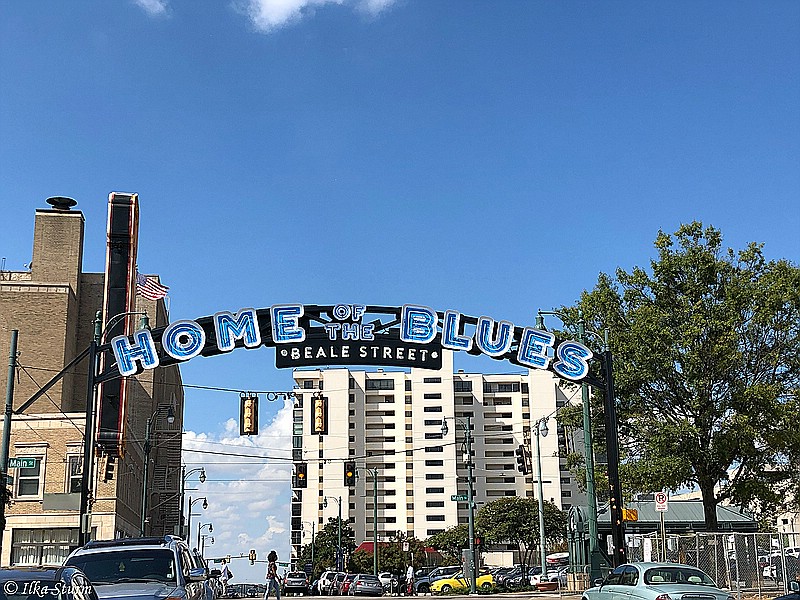 HOME OF THE BLUES
BEALE STREET
Main St
© Ilka Sturm